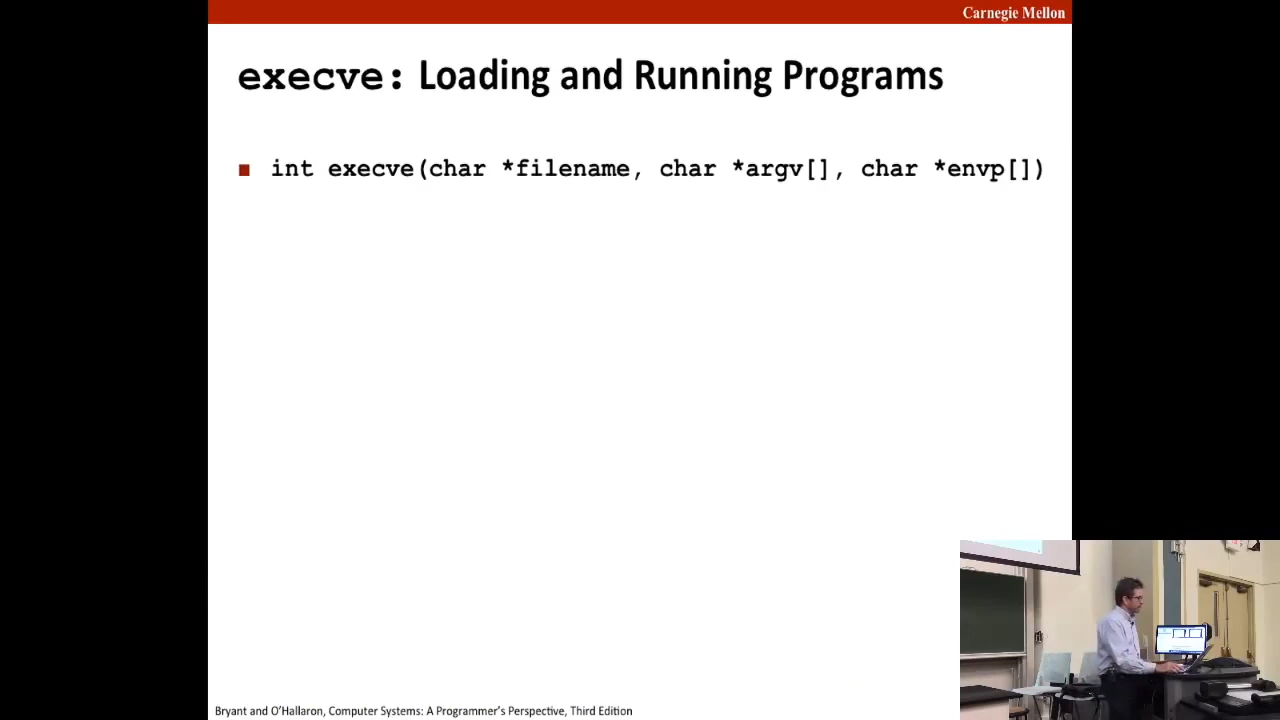 Carnegie Mellon
execve: Loading and Running Programs
int execve(char *filename, char *argv[], char *envp[])
Bryant and O'Hallaron, Computer Systems: A Programmer's Perspective, Third Edition